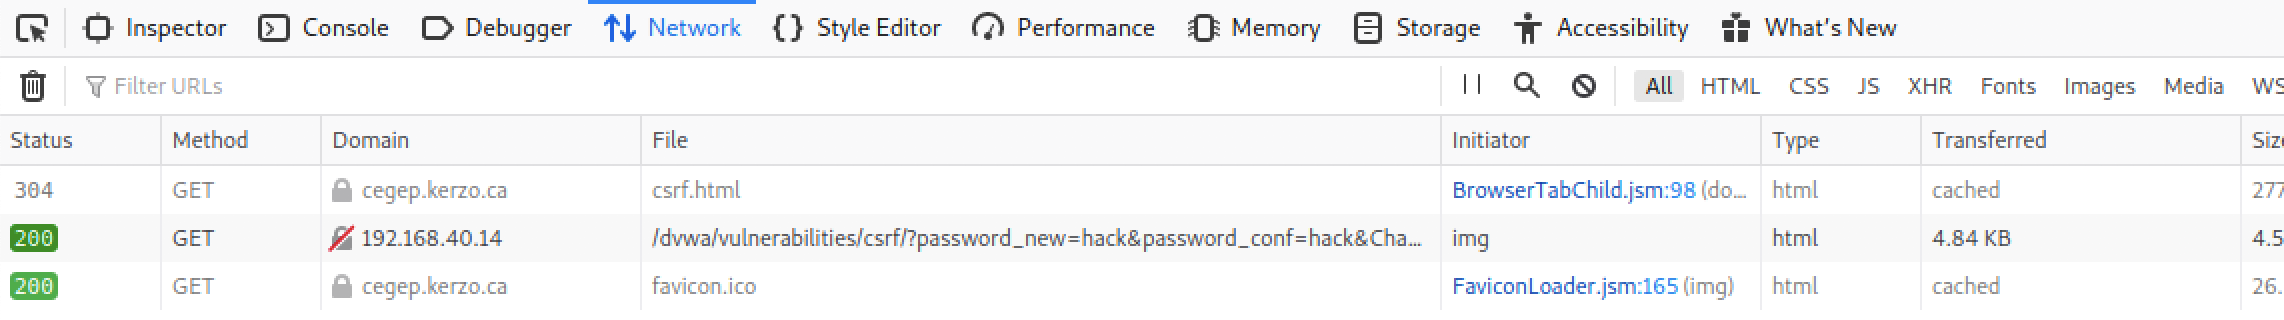 Inspector Console Debugger Network Style Editor Performance Memory Storage Accessibility What's New
Filter URLs All HTML CSS JS XHR Fonts Images Media WS
Status Method Domain File Initiator Type Transferred Size
304 GET cegep.kerzo.ca csrf.html BrowserTabChild.jsm:98 (do... html cached 277
200 GET 192.168.40.14 /dvwa/vulnerabilities/csrf/?password_new=hack&password_conf=hack&Cha... img html 4.84 KB 4.5
200 GET cegep.kerzo.ca favicon.ico FaviconLoader.jsm:165 (img) html cached 26.